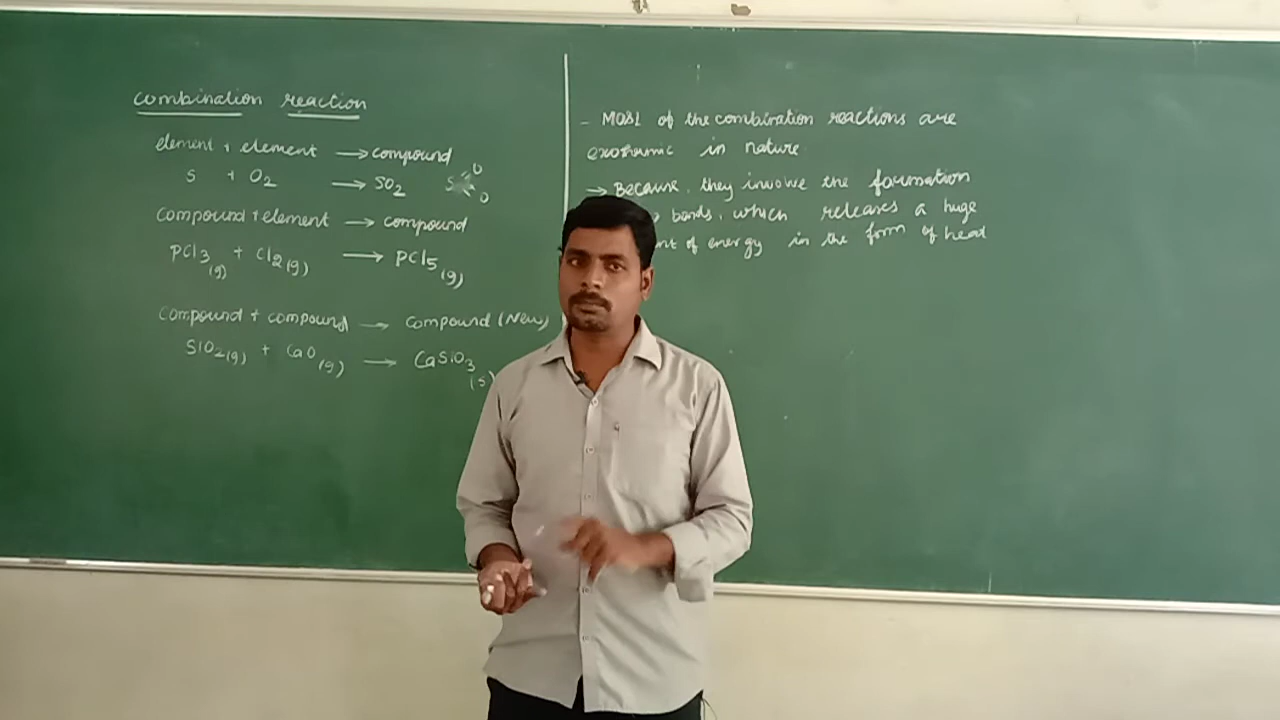 combination reaction
element + element → compound
S + O2 → SO2 S O O
compound + element → compound
PCl3(g) + Cl2(g) → PCl5(g)
compound + compound → compound (New)
SiO2(g) + CaO(g) → CaSiO3(s)
- Most of the combination reactions are
exothermic in nature
→ Because, they involve the formation
bonds, which releases a huge
of energy in the form of heat